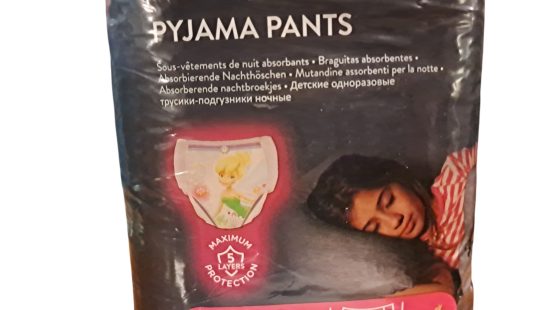 PYJAMA PANTS
Sous-vêtements de nuit absorbants • Braguitas absorbentes •
Absorbierende Nachthöschen • Mutandine assorbenti per la notte •
Absorberende nachtbroekjes • Детские одноразовые
трусики-подгузники ночные
MAXIMUM
5
LAYERS
PROTECTION